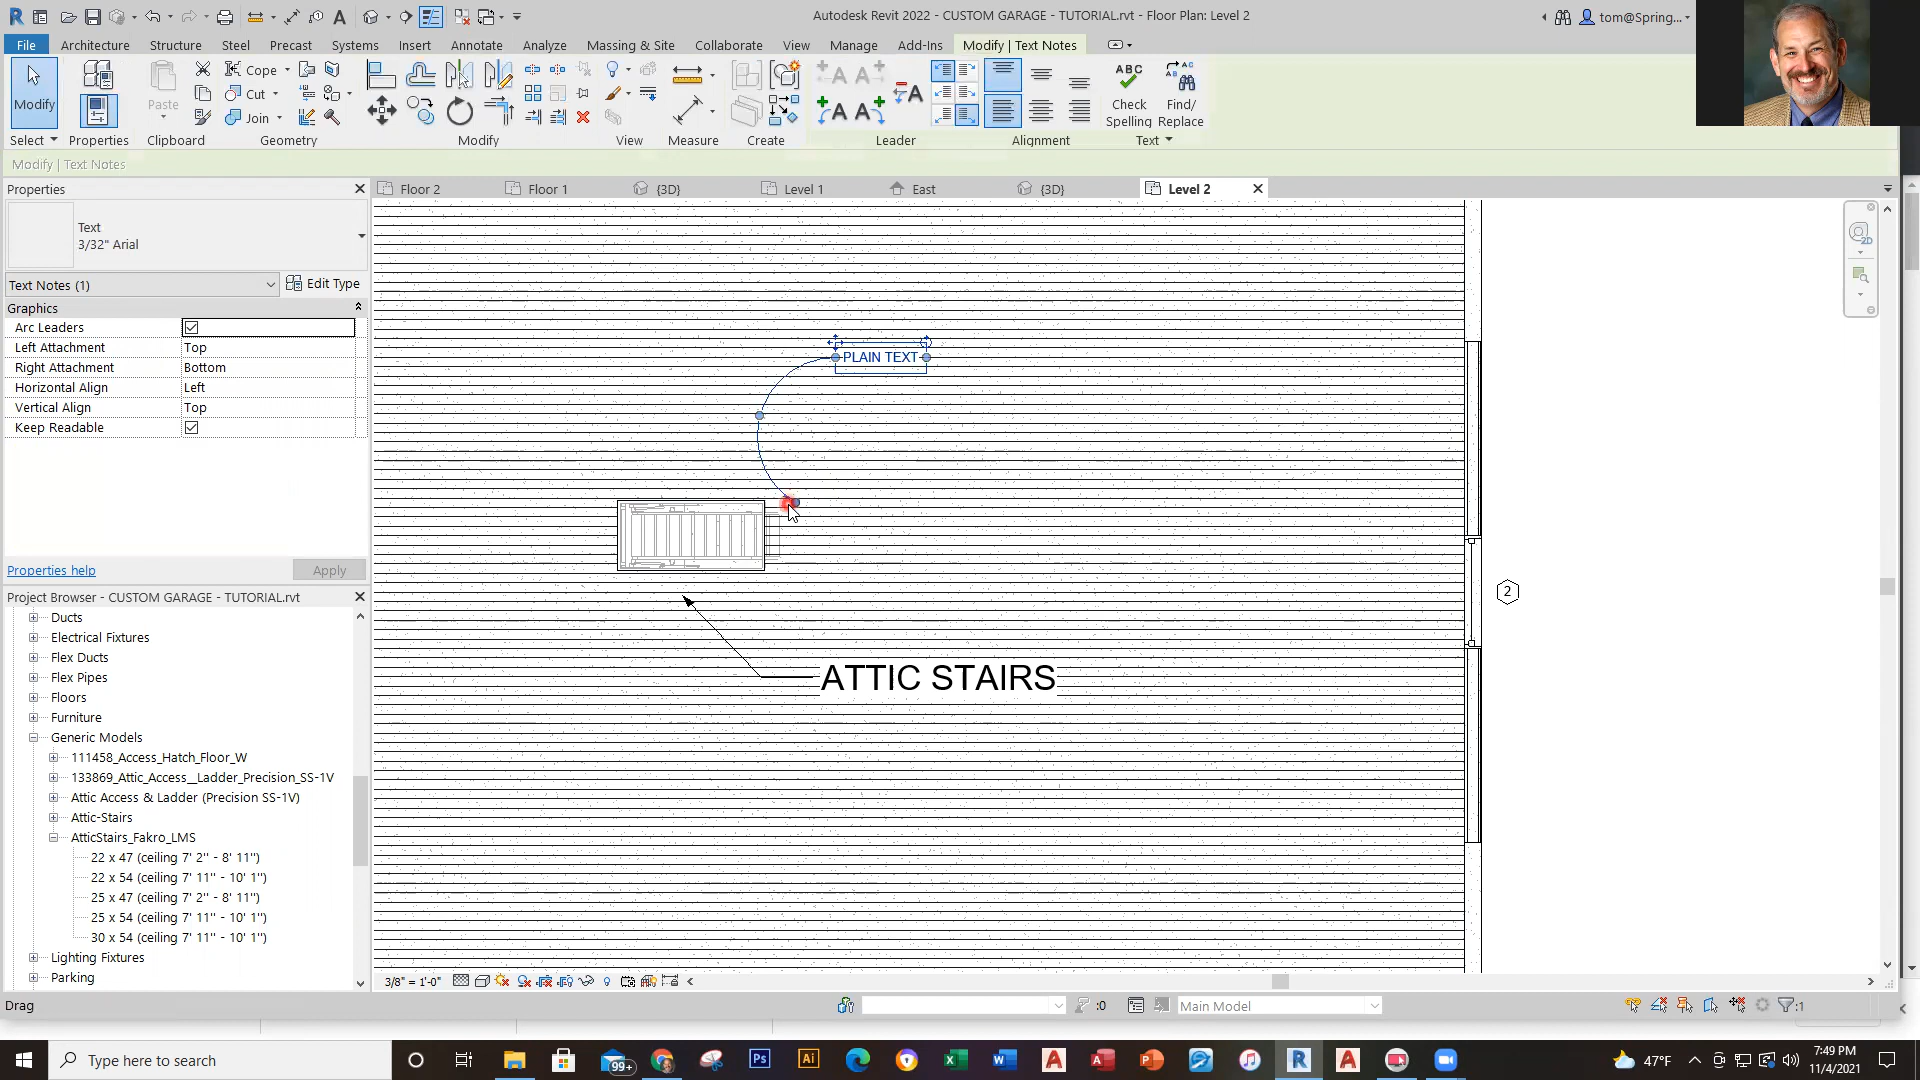 Autodesk Revit 2022 - CUSTOM GARAGE - TUTORIAL.rvt - Floor Plan: Level 2
tom@Spring...
File Architecture Structure Steel Precast Systems Insert Annotate Analyze Massing & Site Collaborate View Manage Add-Ins Modify | Text Notes
Modify
Paste
Cope
Cut
Join
ABC
Check
Spelling
Find/
Replace
Select Properties Clipboard Geometry Modify View Measure Create Leader Alignment Text
Modify | Text Notes
Properties
Floor 2 Floor 1 {3D} Level 1 East {3D} Level 2
Text
3/32" Arial
Text Notes (1)
Edit Type
Graphics
Arc Leaders
Left Attachment Top
Right Attachment Bottom
Horizontal Align Left
Vertical Align Top
Keep Readable
Properties help
Apply
2D
PLAIN TEXT
2
ATTIC STAIRS
Project Browser - CUSTOM GARAGE - TUTORIAL.rvt
Ducts
Electrical Fixtures
Flex Ducts
Flex Pipes
Floors
Furniture
Generic Models
111458_Access_Hatch_Floor_W
133869_Attic_Access__Ladder_Precision_SS-1V
Attic Access & Ladder (Precision SS-1V)
Attic-Stairs
AtticStairs_Fakro_LMS
22 x 47 (ceiling 7' 2" - 8' 11")
22 x 54 (ceiling 7' 11" - 10' 1")
25 x 47 (ceiling 7' 2" - 8' 11")
25 x 54 (ceiling 7' 11" - 10' 1")
30 x 54 (ceiling 7' 11" - 10' 1")
Lighting Fixtures
Parking
3/8" = 1'-0"
Drag
:0
Main Model
:1
Type here to search
99+
Ps
Ai
47°F
7:49 PM
11/4/2021